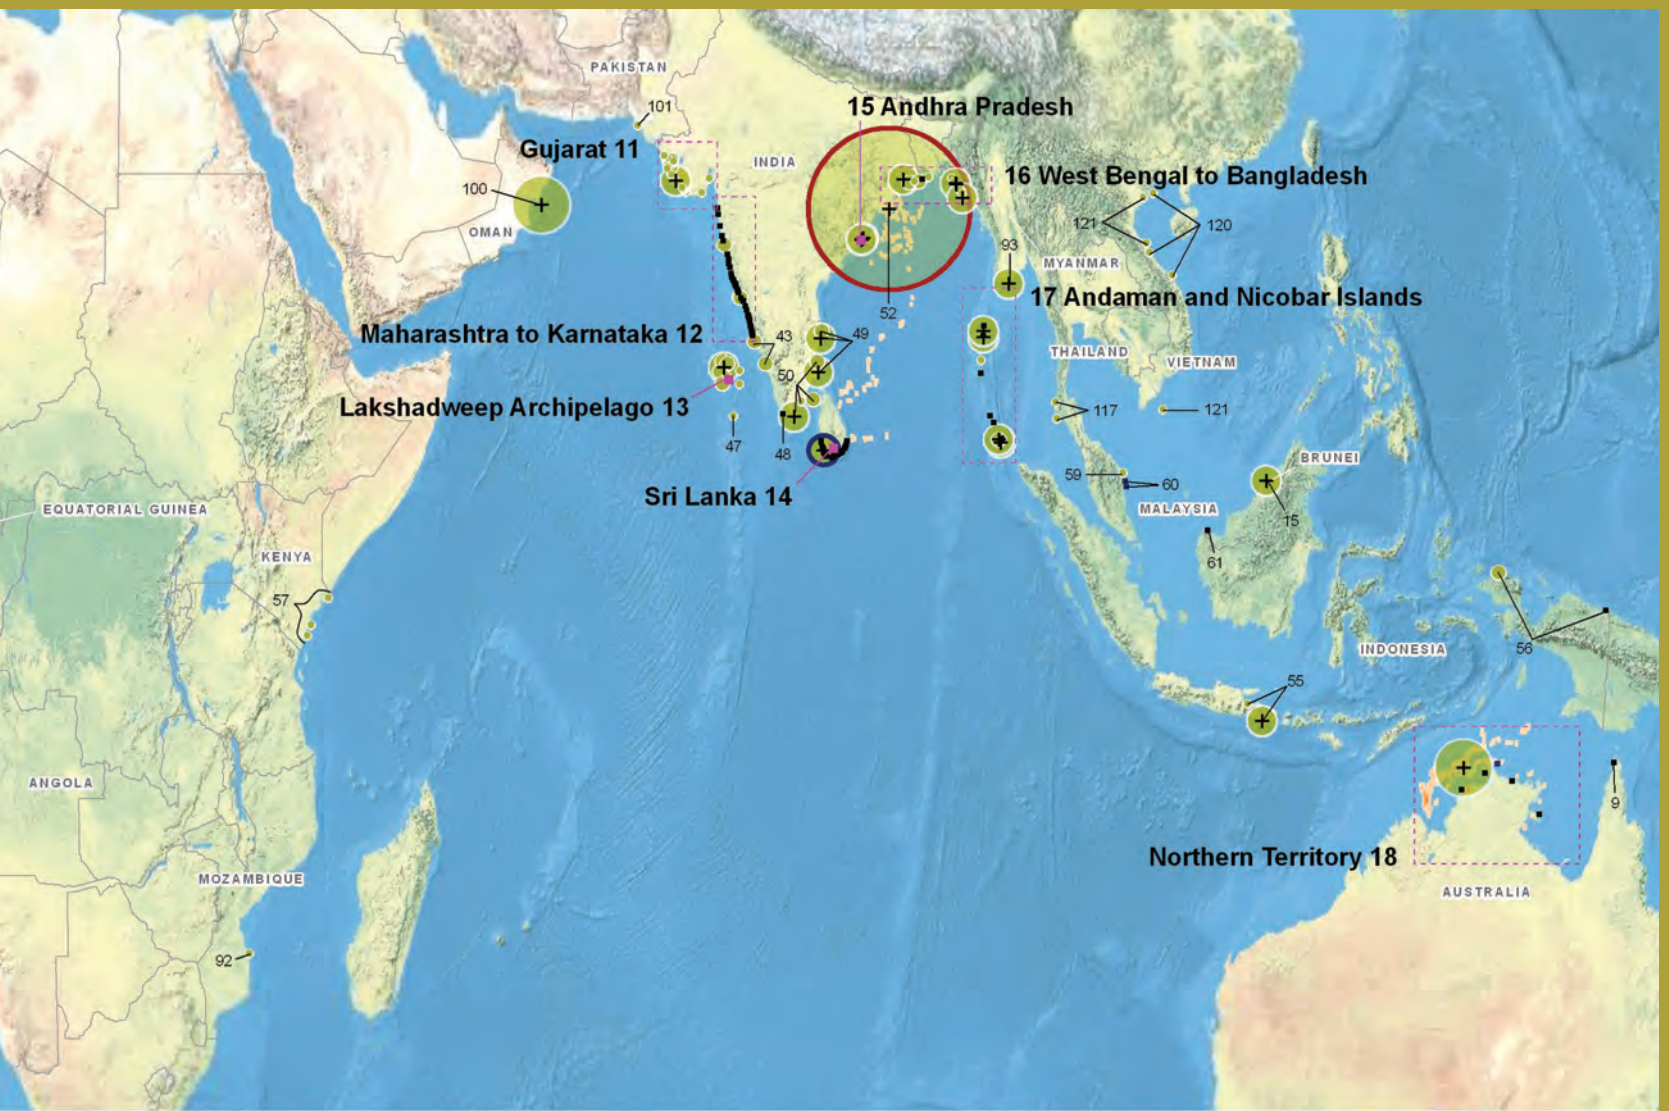 PAKISTAN
101
15 Andhra Pradesh
Gujarat 11
INDIA
16 West Bengal to Bangladesh
100
OMAN
121
120
93
MYANMAR
17 Andaman and Nicobar Islands
52
Maharashtra to Karnataka 12
43
49
THAILAND
VIETNAM
50
Lakshadweep Archipelago 13
117
121
47
48
BRUNEI
59
60
Sri Lanka 14
MALAYSIA
EQUATORIAL GUINEA
15
KENYA
61
57
56
INDONESIA
55
ANGOLA
9
Northern Territory 18
MOZAMBIQUE
AUSTRALIA
92